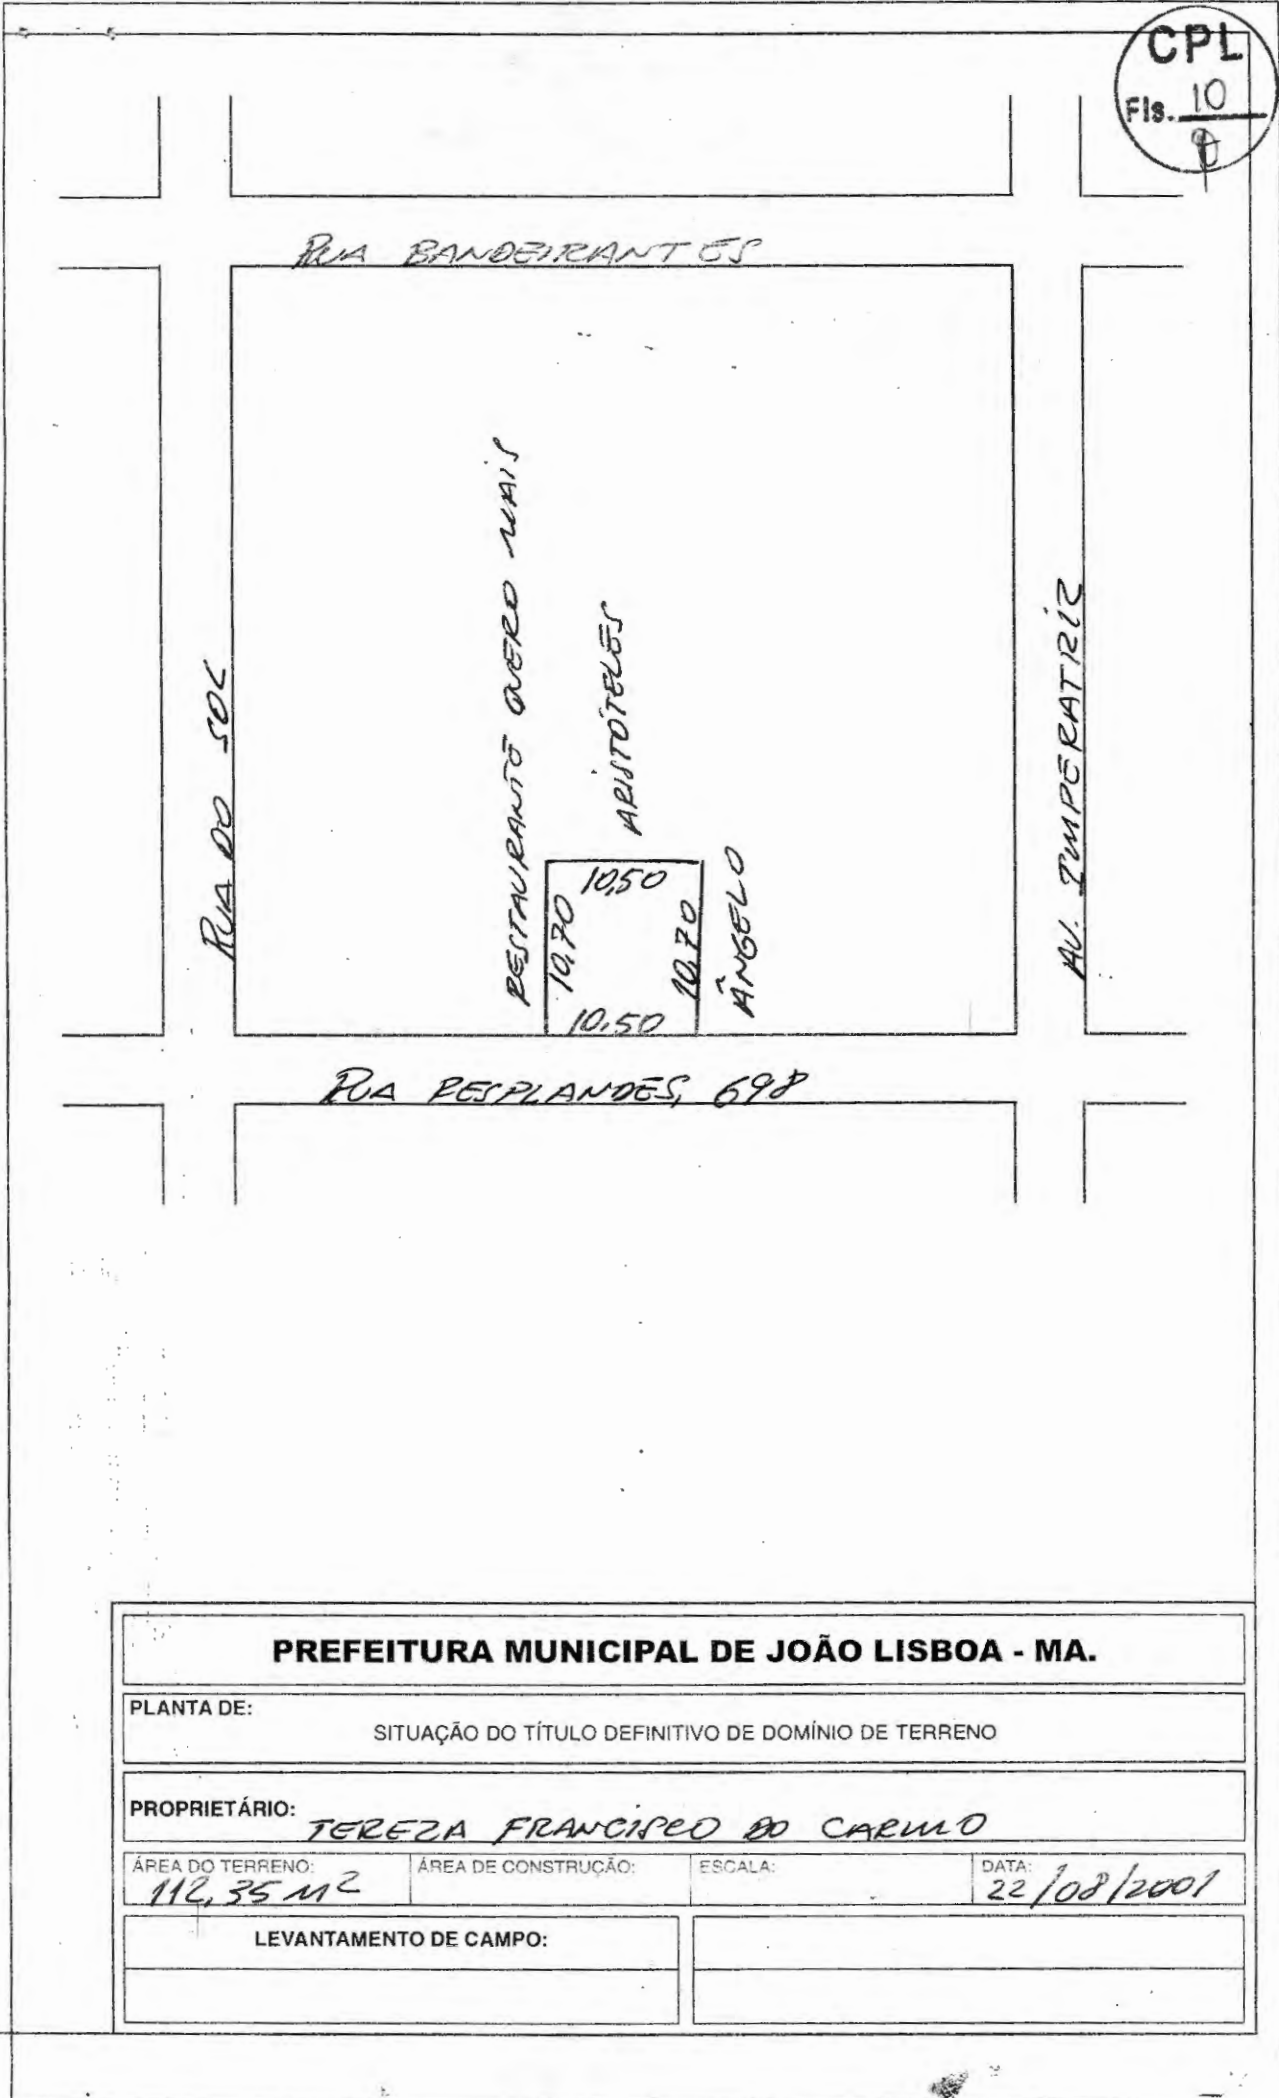 CPL
Fls. 10
RUA BANDEIRANTES
RESTAURANTE QUERO MAIS
ARISTÓTELES
RUA DO SOL
AV. IMPERATRÍZ
10,50
10,70
10,70
ÂNGELO
10,50
RUA RESPLANDES, 698
PREFEITURA MUNICIPAL DE JOÃO LISBOA - MA.
PLANTA DE:
SITUAÇÃO DO TÍTULO DEFINITIVO DE DOMÍNIO DE TERRENO
PROPRIETÁRIO: TEREZA FRANCISCO DO CARMO
ÁREA DO TERRENO: ÁREA DE CONSTRUÇÃO: ESCALA: DATA:
112,35 M² 22/08/2001
LEVANTAMENTO DE CAMPO: